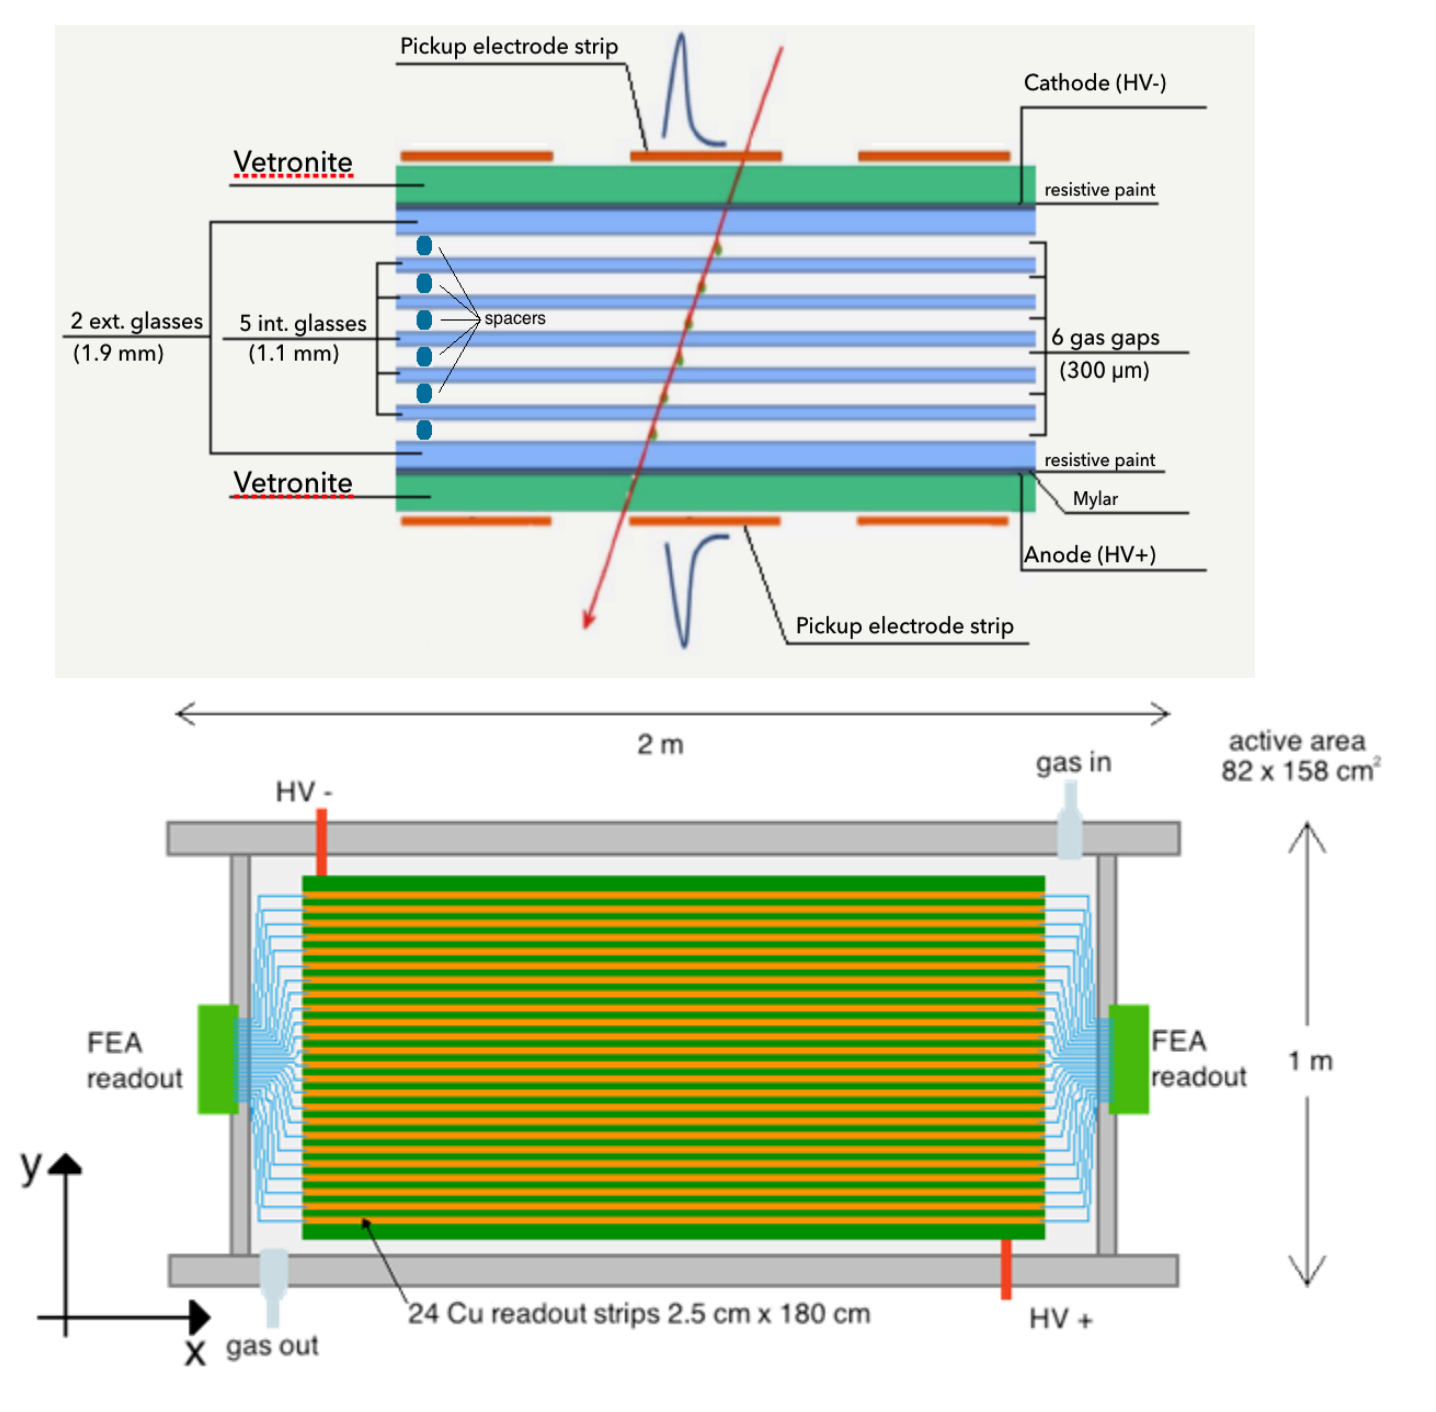 Pickup electrode strip
Cathode (HV-)
Vetronite
resistive paint
2 ext. glasses
(1.9 mm)
5 int. glasses
(1.1 mm)
spacers
6 gas gaps
(300 µm)
resistive paint
Vetronite
Mylar
Anode (HV+)
Pickup electrode strip
2 m
active area
82 x 158 cm²
gas in
HV -
FEA
readout
FEA
readout
1 m
y
24 Cu readout strips 2.5 cm x 180 cm
HV +
x
gas out